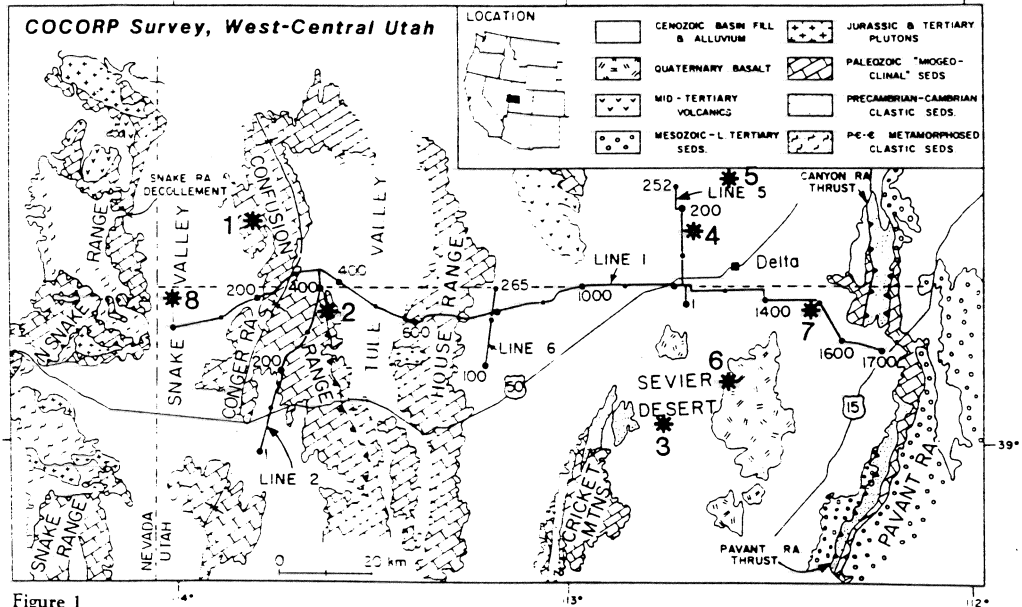 COCORP Survey, West-Central Utah
LOCATION
CENOZOIC BASIN FILL
& ALLUVIUM
QUATERNARY BASALT
MID-TERTIARY
VOLCANICS
MESOZOIC-L. TERTIARY
SEDS.
JURASSIC & TERTIARY
PLUTONS
PALEOZOIC "MIOGEO-
CLINAL" SEDS
PRECAMBRIAN-CAMBRIAN
CLASTIC SEDS.
P-Є-Є METAMORPHOSED
CLASTIC SEDS.
SNAKE RA
DECOLLEMENT
RANGE
N SNAKE
SNAKE VALLEY
CONFUSION
RANGE
CONGER RA
TULE VALLEY
HOUSE RANGE
1
2
3
4
5
6
7
8
252
LINE 5
200
CANYON RA
THRUST
LINE 1
Delta
200
400
400
265
1000
1
1400
1600
1700
LINE 6
100
50
200
1
LINE 2
SEVIER
DESERT
15
39°
CRICKET
MTNS
PAVANT RA
PAVANT RA
THRUST
SNAKE
RANGE
NEVADA
UTAH
0 20 km
Figure 1
114°
113°
112°